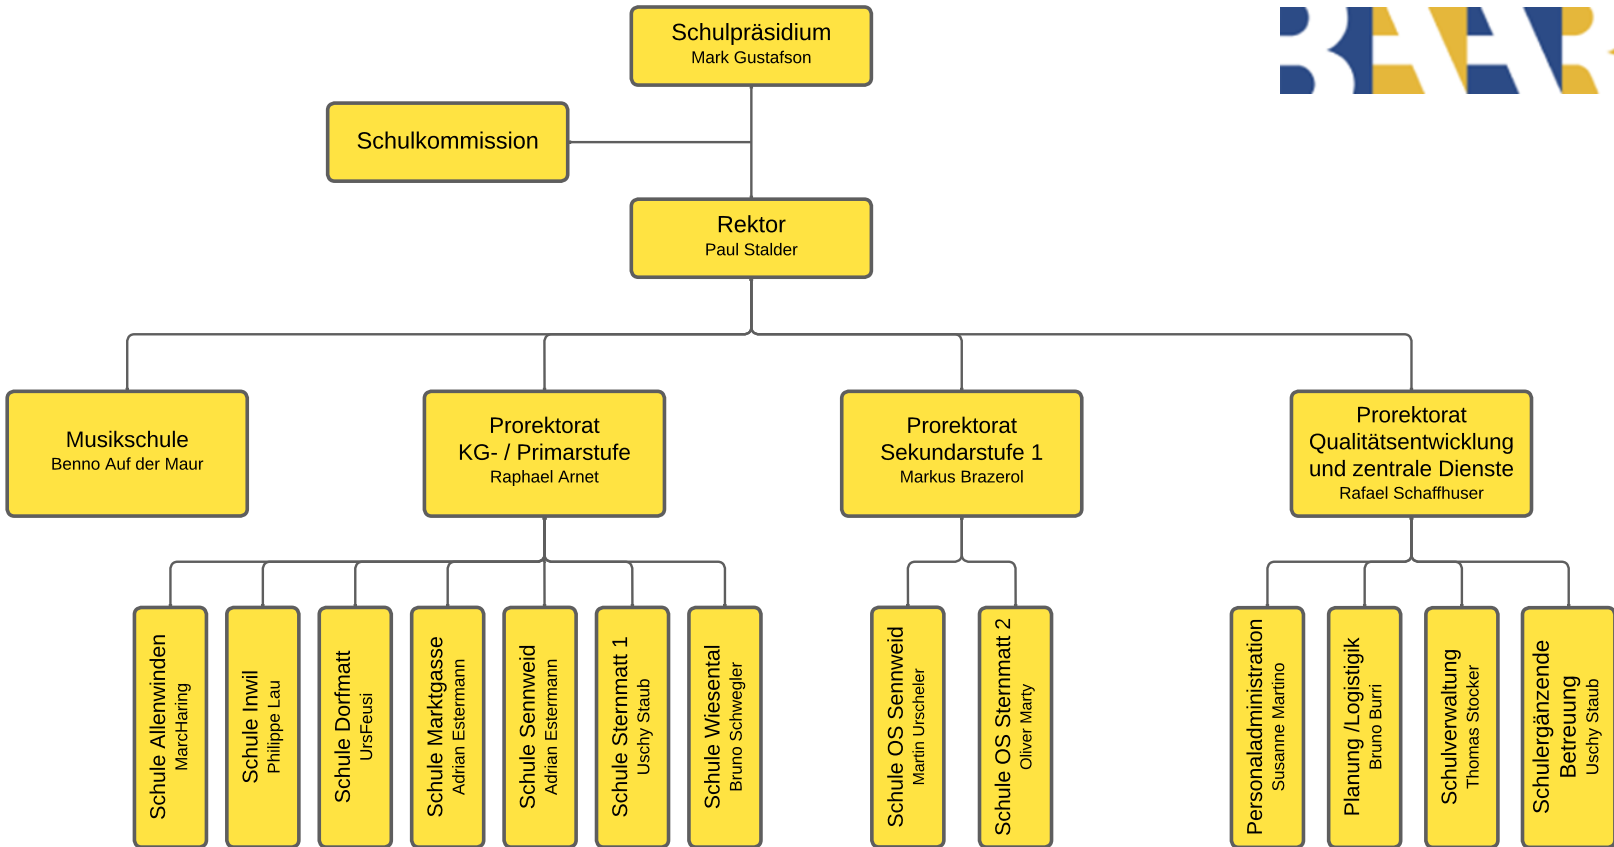 Schulpräsidium
Mark Gustafson
BAAR
Schulkommission
Rektor
Paul Stalder
Musikschule
Benno Auf der Maur
Prorektorat
KG- / Primarstufe
Raphael Arnet
Prorektorat
Sekundarstufe 1
Markus Brazerol
Prorektorat
Qualitätsentwicklung
und zentrale Dienste
Rafael Schaffhuser
Schule Allenwinden
MarcHaring
Schule Inwil
Philippe Lau
Schule Dorfmatt
UrsFeusi
Schule Marktgasse
Adrian Estermann
Schule Sennweid
Adrian Estermann
Schule Sternmatt 1
Uschy Staub
Schule Wiesental
Bruno Schwegler
Schule OS Sennweid
Martin Urscheler
Schule OS Sternmatt 2
Oliver Marty
Personaladministration
Susanne Martino
Planung /Logistigik
Bruno Burri
Schulverwaltung
Thomas Stocker
Schulergänzende
Betreuung
Uschy Staub